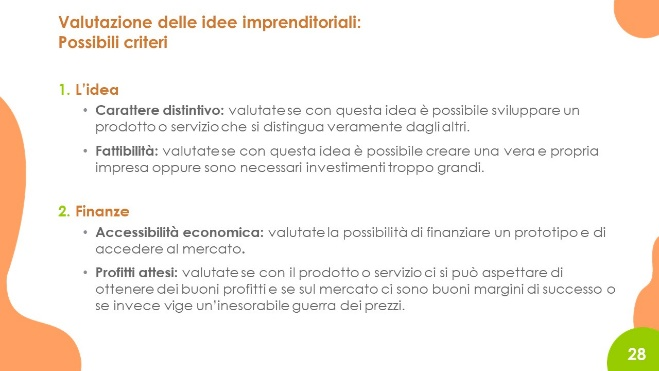 Valutazione delle idee imprenditoriali:
Possibili criteri
1. L'idea
• Carattere distintivo: valutate se con questa idea è possibile sviluppare un
prodotto o servizio che si distingua veramente dagli altri.
• Fattibilità: valutate se con questa idea è possibile creare una vera e propria
impresa oppure sono necessari investimenti troppo grandi.
2. Finanze
• Accessibilità economica: valutate la possibilità di finanziare un prototipo e di
accedere al mercato.
• Profitti attesi: valutate se con il prodotto o servizio ci si può aspettare di
ottenere dei buoni profitti e se sul mercato ci sono buoni margini di successo o
se invece vige un'inesorabile guerra dei prezzi.
28